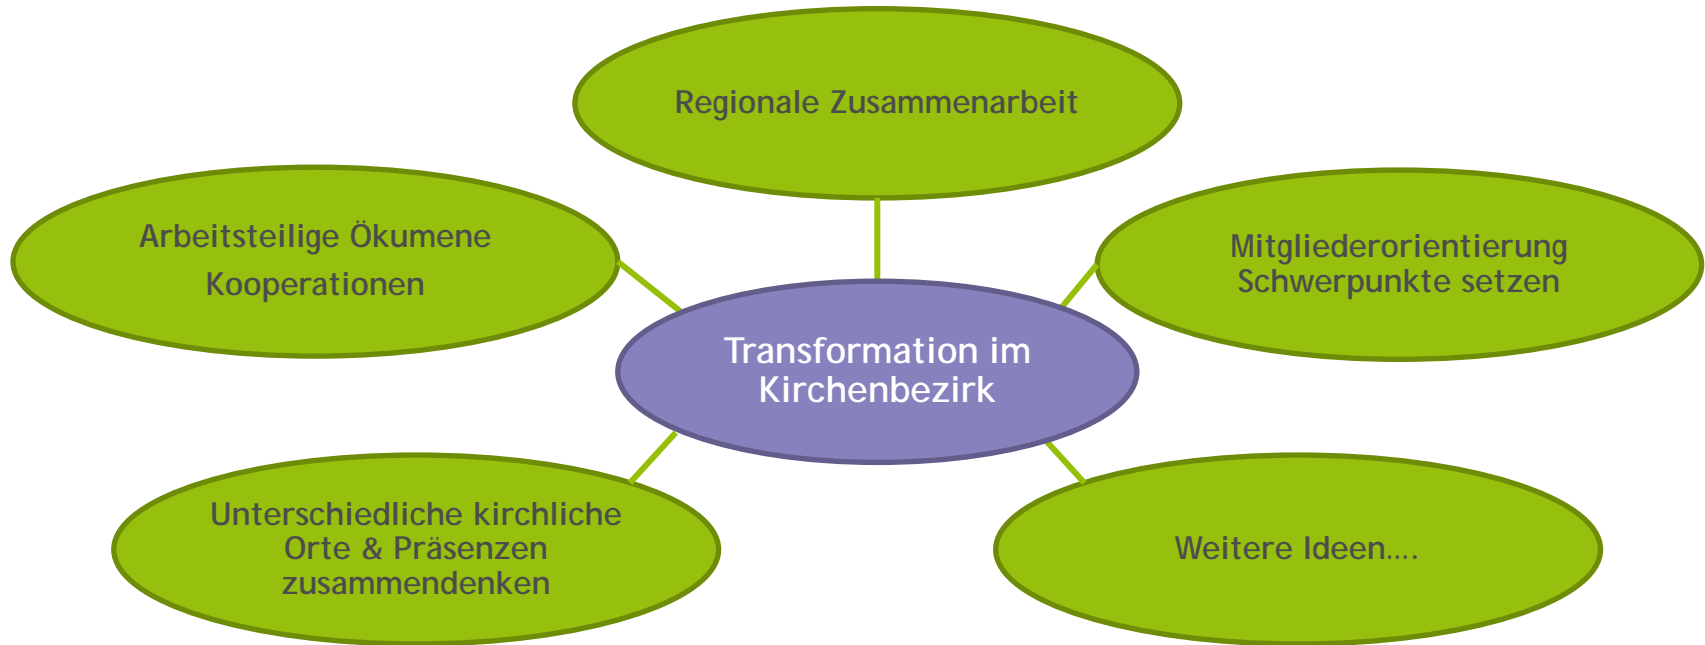 Regionale Zusammenarbeit
Arbeitsteilige Ökumene
Kooperationen
Mitgliederorientierung
Schwerpunkte setzen
Transformation im
Kirchenbezirk
Unterschiedliche kirchliche
Orte & Präsenzen
zusammendenken
Weitere Ideen....